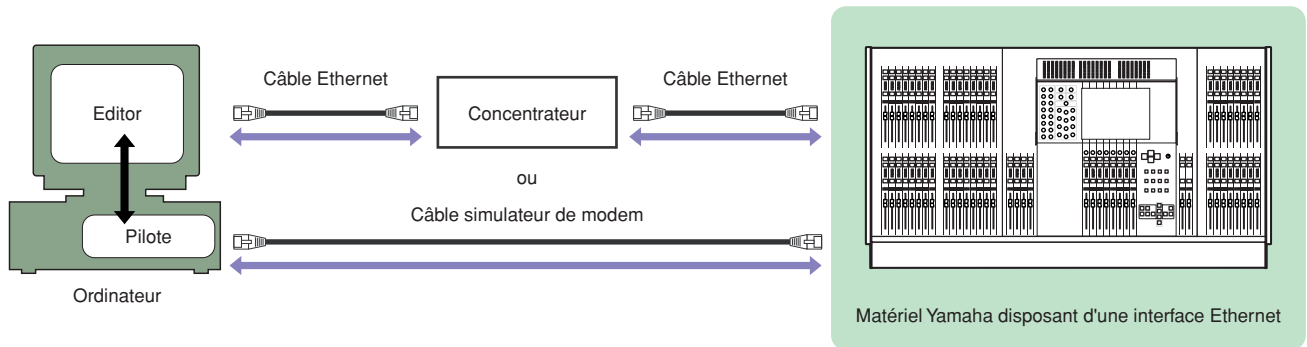 Câble Ethernet
Câble Ethernet
Editor
Concentrateur
ou
Câble simulateur de modem
Pilote
Ordinateur
Matériel Yamaha disposant d'une interface Ethernet